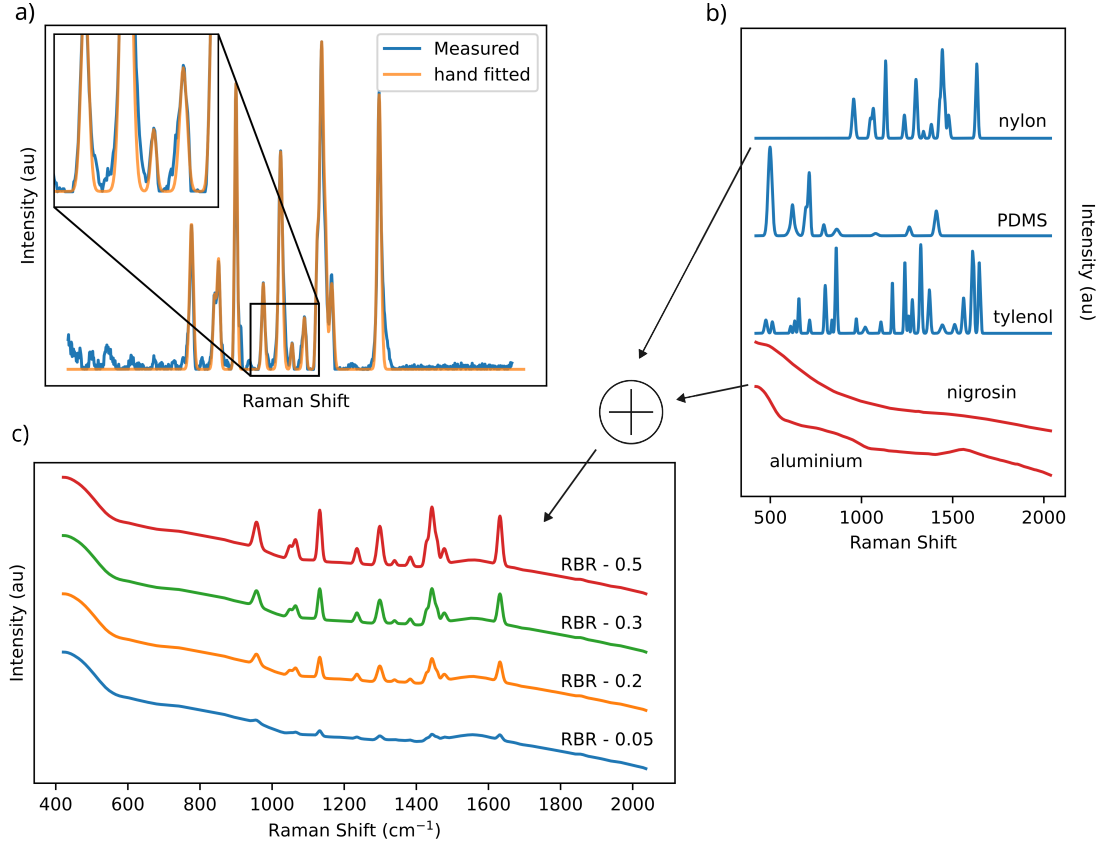 a)
Measured
hand fitted
Intensity (au)
Raman Shift
b)
nylon
PDMS
tylenol
nigrosin
aluminium
Intensity (au)
500 1000 1500 2000
Raman Shift
c)
RBR - 0.5
RBR - 0.3
RBR - 0.2
RBR - 0.05
Intensity (au)
400 600 800 1000 1200 1400 1600 1800 2000
Raman Shift (cm⁻¹)